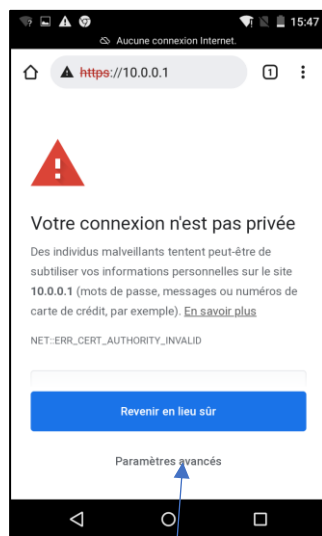 15:47
Aucune connexion Internet.
https://10.0.0.1
1
Votre connexion n'est pas privée
Des individus malveillants tentent peut-être de
subtiliser vos informations personnelles sur le site
10.0.0.1 (mots de passe, messages ou numéros de
carte de crédit, par exemple). En savoir plus
NET::ERR_CERT_AUTHORITY_INVALID
Revenir en lieu sûr
Paramètres avancés